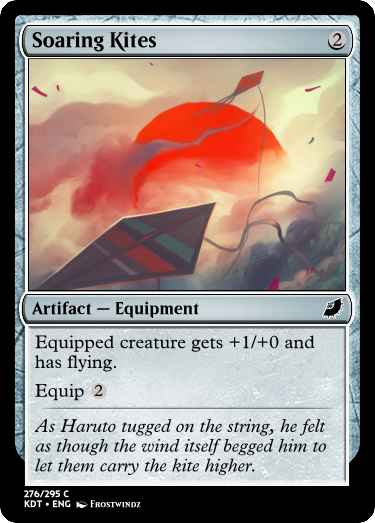 Soaring Kites 2
Artifact — Equipment
Equipped creature gets +1/+0 and
has flying.
Equip 2
As Haruto tugged on the string, he felt
as though the wind itself begged him to
let them carry the kite higher.
276/295 C
KDT • ENG Frostwindz